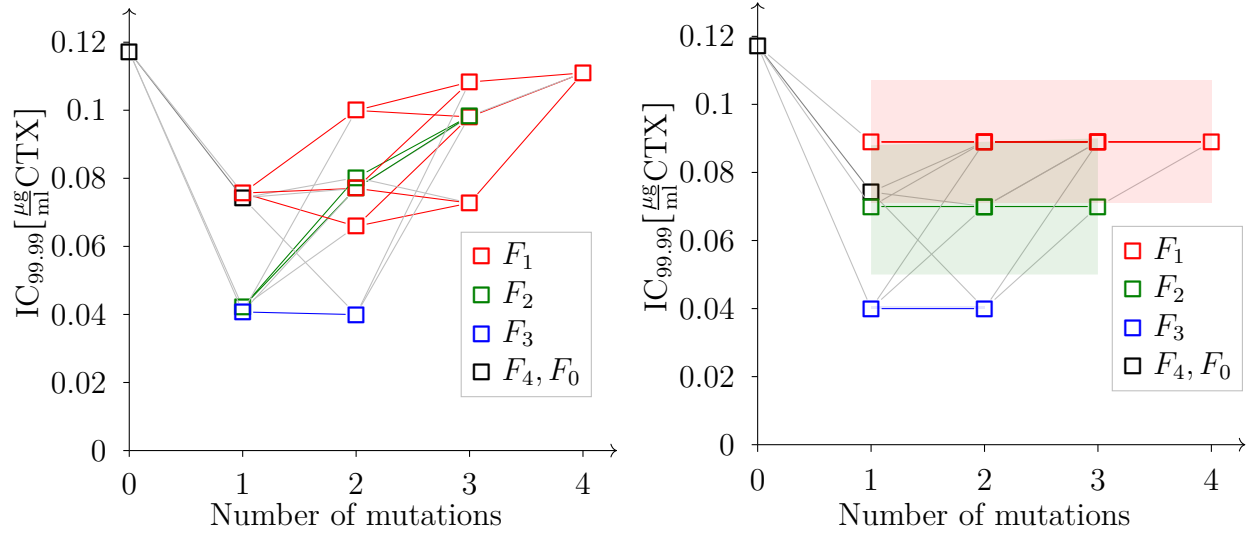 0.12
0.1
0.08
0.06
0.04
0.02
0
0 1 2 3 4
Number of mutations
IC99.99[μg/ml CTX]
F1
F2
F3
F4, F0
0.12
0.1
0.08
0.06
0.04
0.02
0
0 1 2 3 4
Number of mutations
IC99.99[μg/ml CTX]
F1
F2
F3
F4, F0